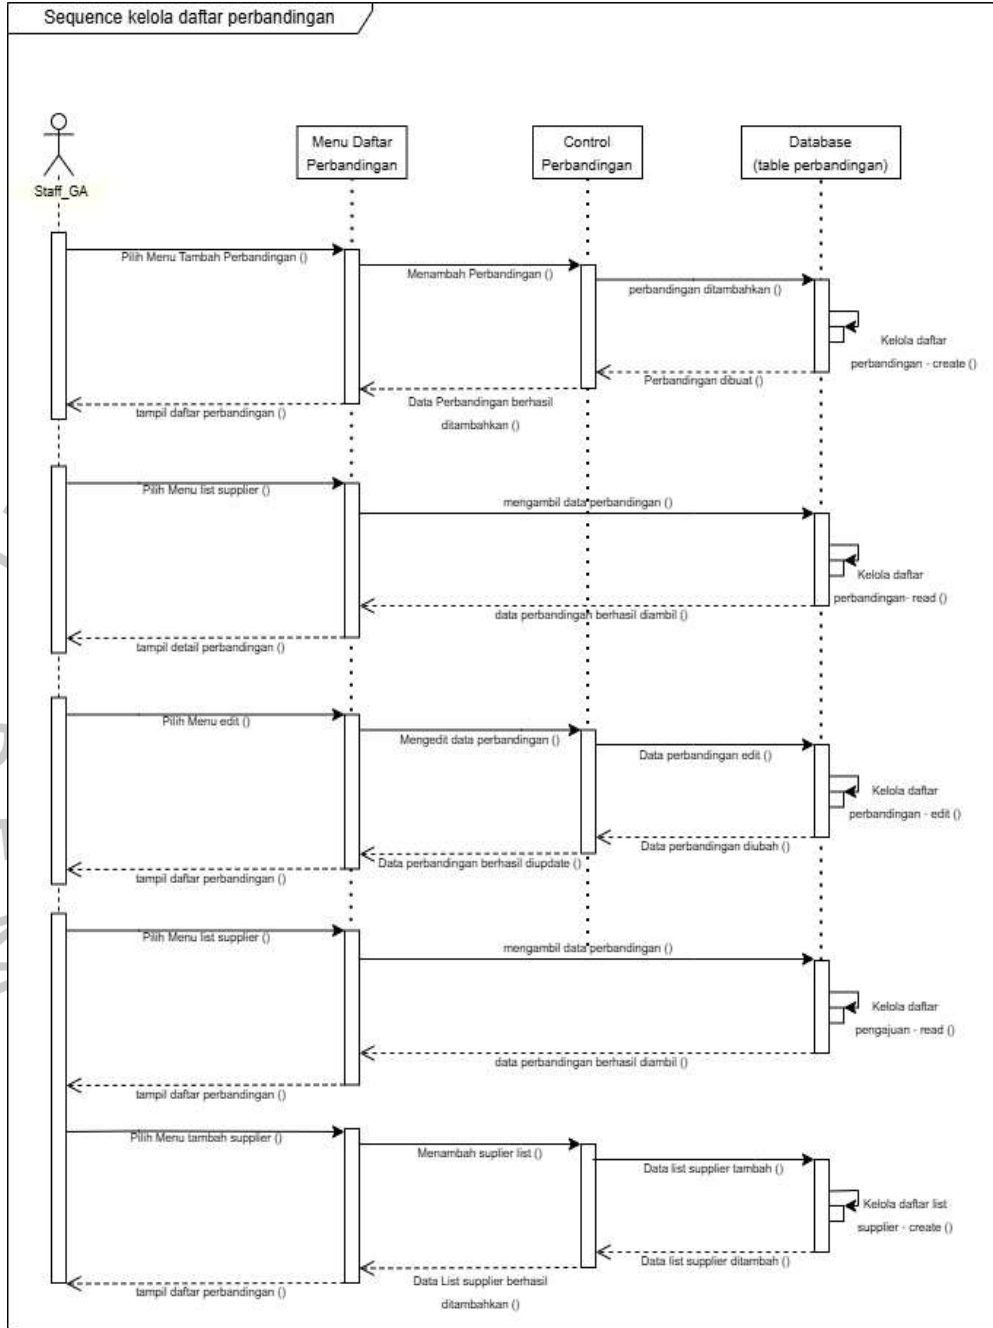 Sequence kelola daftar perbandingan
Staff_GA
Menu Daftar
Perbandingan
Control
Perbandingan
Database
(table perbandingan)
Pilih Menu Tambah Perbandingan ()
Menambah Perbandingan ()
perbandingan ditambahkan ()
Kelola daftar
perbandingan - create ()
Perbandingan dibuat ()
Data Perbandingan berhasil
ditambahkan ()
tampil daftar perbandingan ()
Pilih Menu list supplier ()
mengambil data perbandingan ()
Kelola daftar
perbandingan- read ()
data perbandingan berhasil diambil ()
tampil detail perbandingan ()
Pilih Menu edit ()
Mengedit data perbandingan ()
Data perbandingan edit ()
Kelola daftar
perbandingan - edit ()
Data perbandingan diubah ()
Data perbandingan berhasil diupdate ()
tampil daftar perbandingan ()
Pilih Menu list supplier ()
mengambil data perbandingan ()
Kelola daftar
pengajuan - read ()
data perbandingan berhasil diambil ()
tampil daftar perbandingan ()
Pilih Menu tambah supplier ()
Menambah suplier list ()
Data list supplier tambah ()
Kelola daftar list
supplier - create ()
Data list supplier ditambah ()
Data List supplier berhasil
ditambahkan ()
tampil daftar perbandingan ()